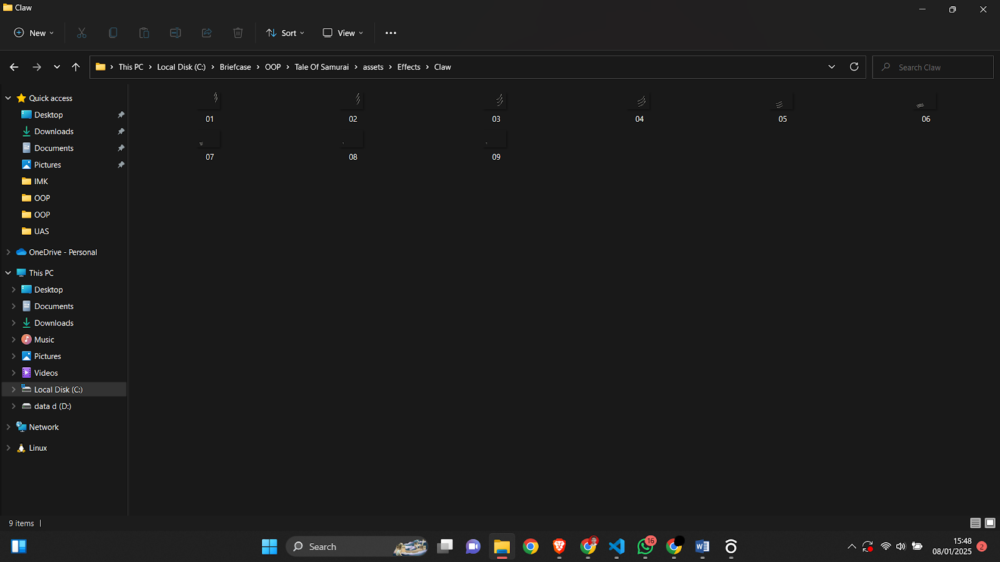 Claw
New
Sort
View
This PC > Local Disk (C:) > Briefcase > OOP > Tale Of Samurai > assets > Effects > Claw
Search Claw
Quick access
Desktop
Downloads
Documents
Pictures
IMK
OOP
OOP
UAS
OneDrive - Personal
This PC
Desktop
Documents
Downloads
Music
Pictures
Videos
Local Disk (C:)
data d (D:)
Network
Linux
01 02 03 04 05 06
07 08 09
9 items
Search
16
15:48
08/01/2025
2